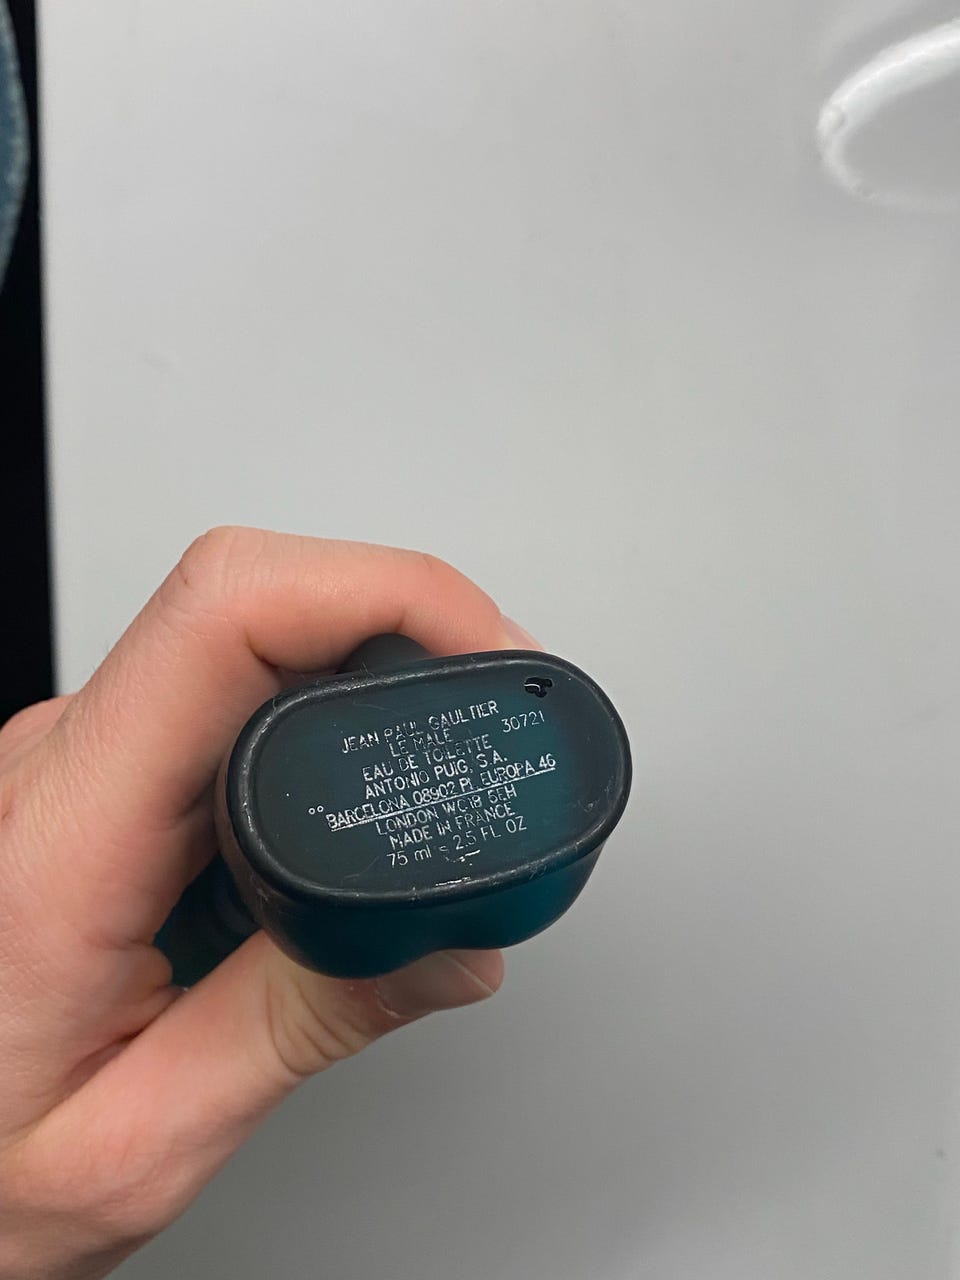 JEAN PAUL GAULTIER
LE MALE 30721
EAU DE TOILETTE
ANTONIO PUIG, S.A.
BARCELONA 08902 Pl. EUROPA 46
LONDON WC1B 5EH
MADE IN FRANCE
75 ml - 2.5 FL OZ